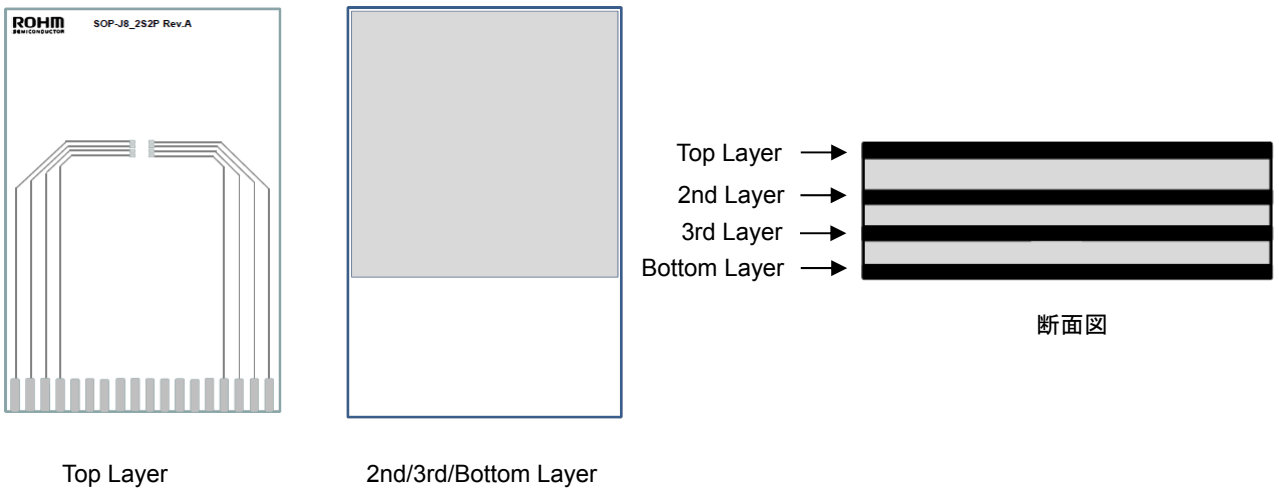 ROHM
SEMICONDUCTOR
SOP-J8_2S2P Rev.A
Top Layer
2nd Layer
3rd Layer
Bottom Layer
断面図
Top Layer
2nd/3rd/Bottom Layer